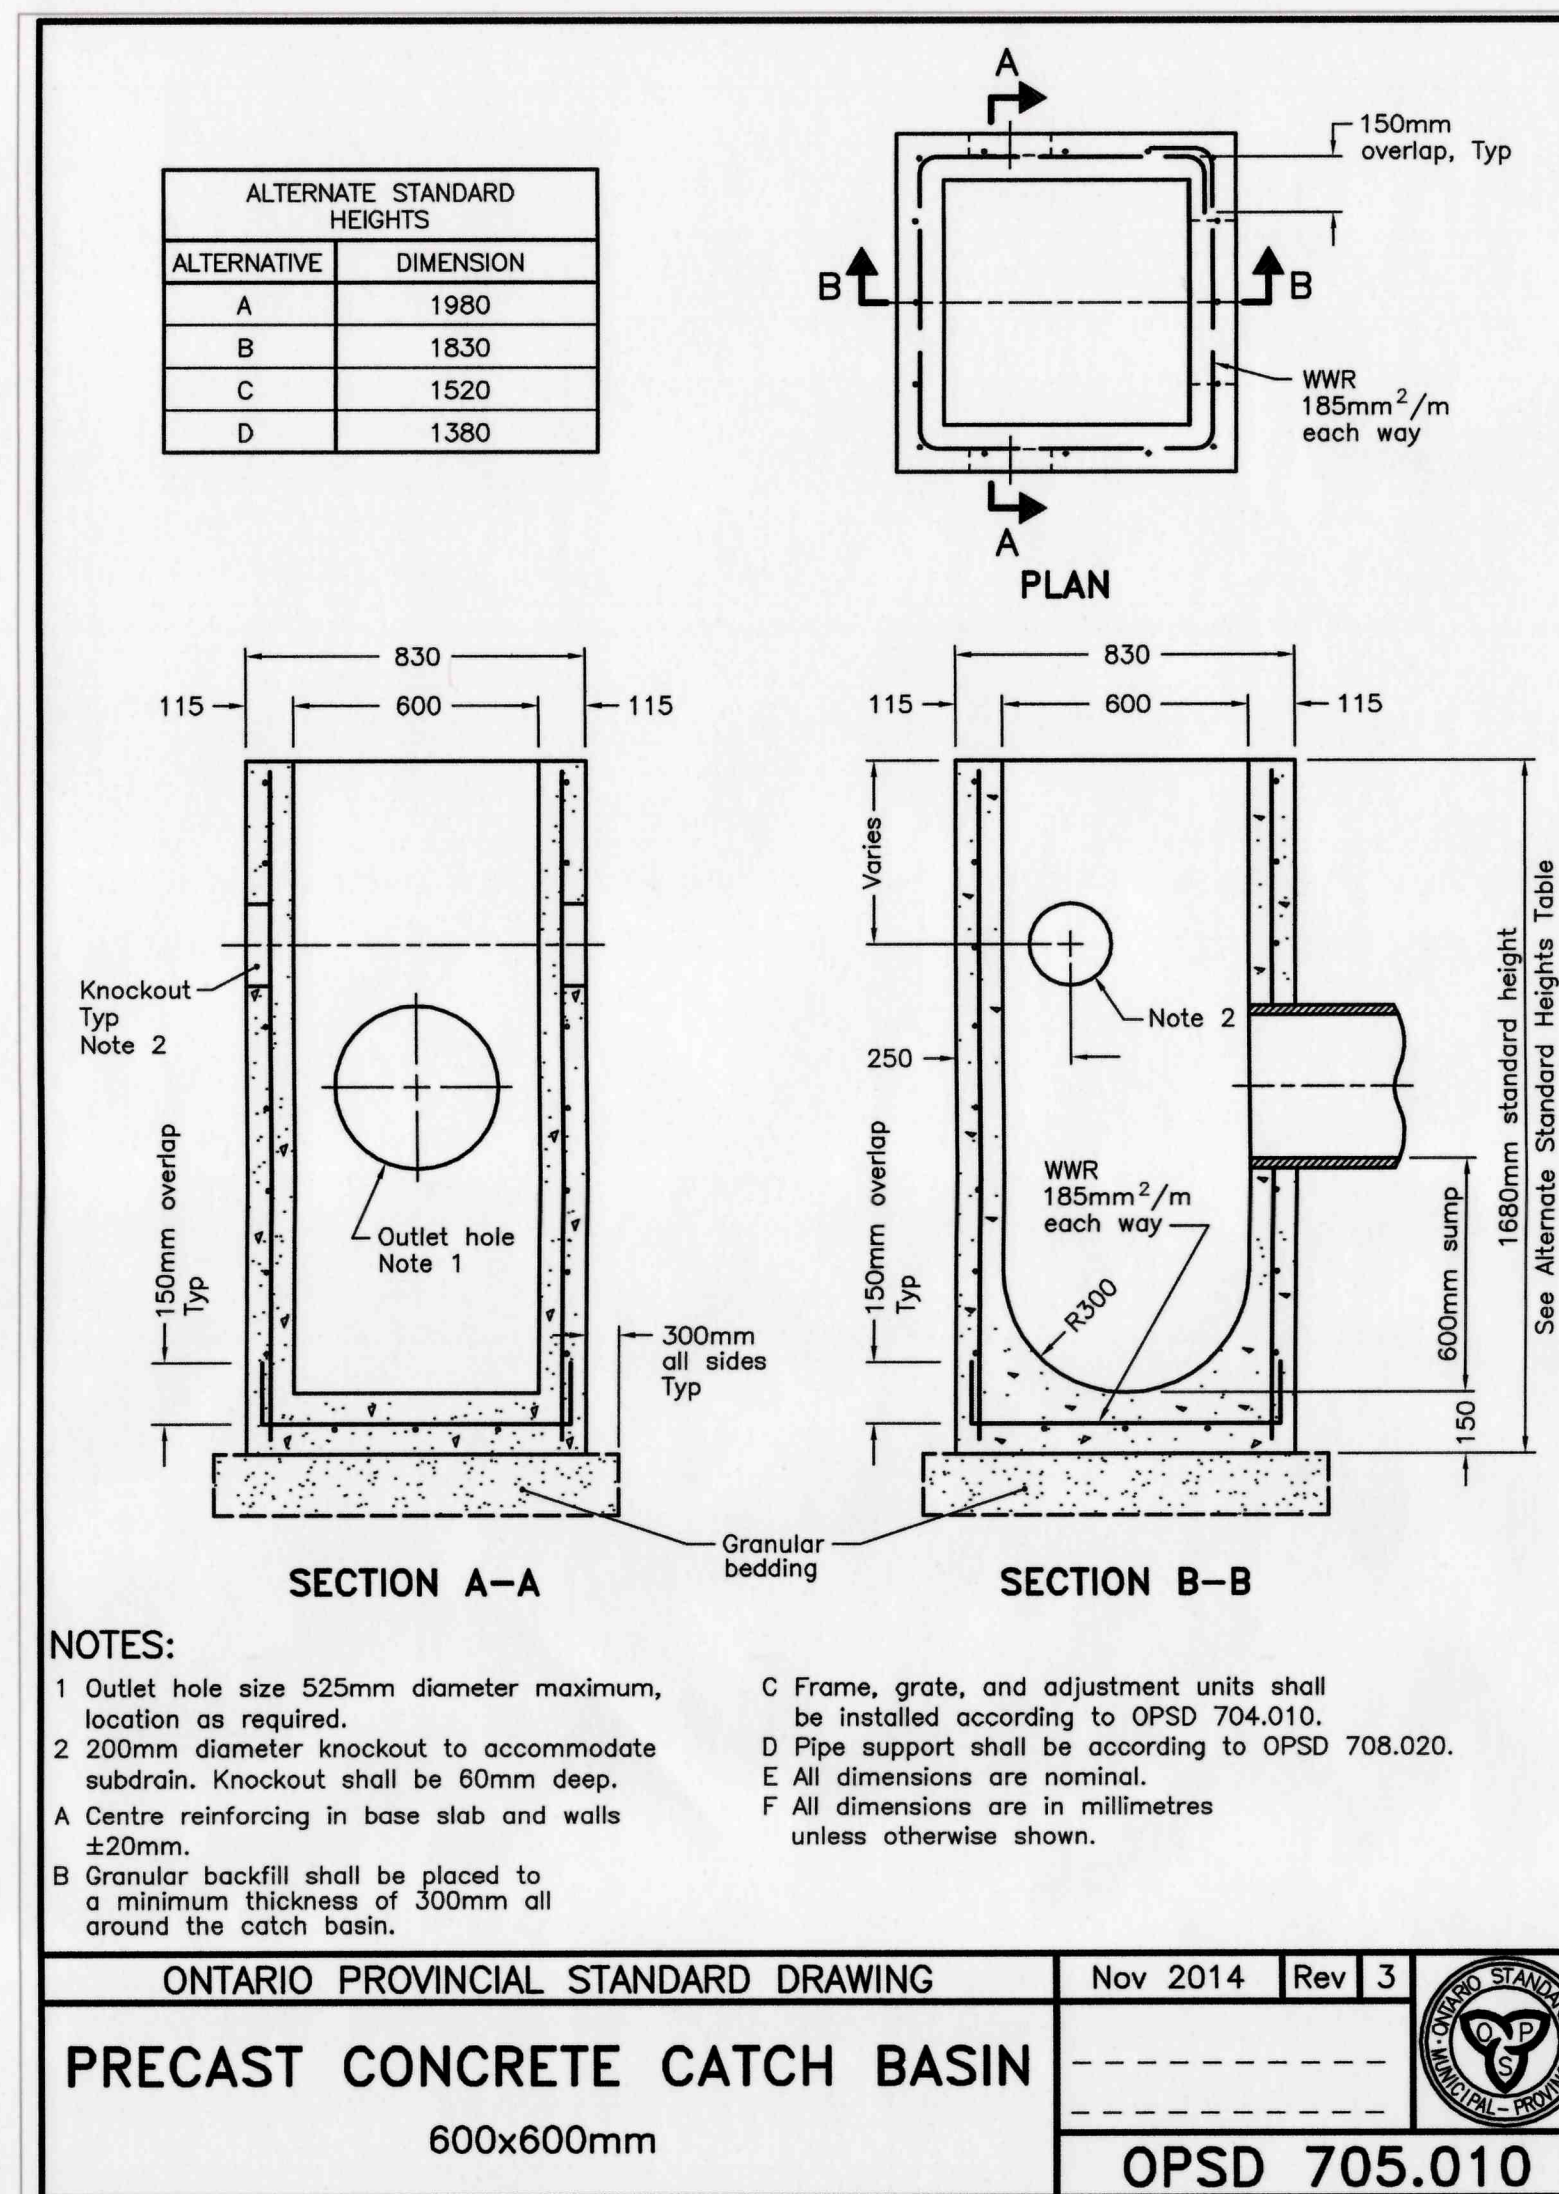 ALTERNATE STANDARD
HEIGHTS
ALTERNATIVE DIMENSION
A 1980
B 1830
C 1520
D 1380
A
150mm
overlap, Typ
B
B
WWR
185mm²/m
each way
A
PLAN
830
115
600
115
Knockout
Typ
Note 2
150mm overlap
Typ
Outlet hole
Note 1
300mm
all sides
Typ
SECTION A-A
830
115
600
115
Varies
Note 2
250
150mm overlap
Typ
WWR
185mm²/m
each way
R300
600mm sump
150
1680mm standard height
See Alternate Standard Heights Table
Granular
bedding
SECTION B-B
NOTES:
1 Outlet hole size 525mm diameter maximum,
location as required.
2 200mm diameter knockout to accommodate
subdrain. Knockout shall be 60mm deep.
A Centre reinforcing in base slab and walls
±20mm.
B Granular backfill shall be placed to
a minimum thickness of 300mm all
around the catch basin.
C Frame, grate, and adjustment units shall
be installed according to OPSD 704.010.
D Pipe support shall be according to OPSD 708.020.
E All dimensions are nominal.
F All dimensions are in millimetres
unless otherwise shown.
ONTARIO PROVINCIAL STANDARD DRAWING
Nov 2014 Rev 3
PRECAST CONCRETE CATCH BASIN
600x600mm
OPSD 705.010
ONTARIO
MUNICIPAL
O P S